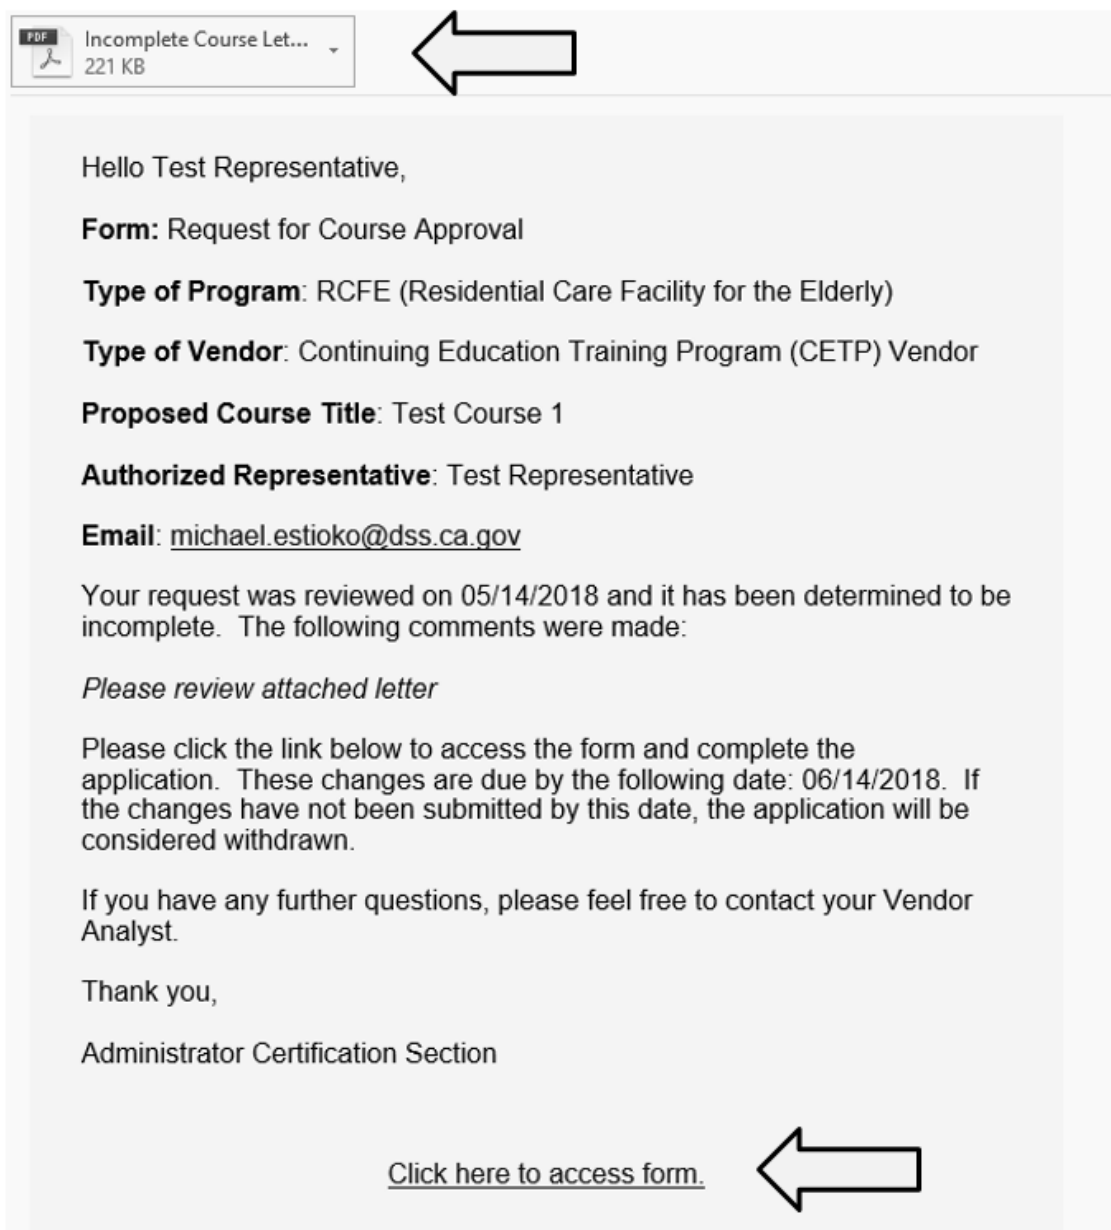 PDF
Incomplete Course Let...
221 KB
Hello Test Representative,
Form: Request for Course Approval
Type of Program: RCFE (Residential Care Facility for the Elderly)
Type of Vendor: Continuing Education Training Program (CETP) Vendor
Proposed Course Title: Test Course 1
Authorized Representative: Test Representative
Email: michael.estioko@dss.ca.gov
Your request was reviewed on 05/14/2018 and it has been determined to be
incomplete.  The following comments were made:
Please review attached letter
Please click the link below to access the form and complete the
application.  These changes are due by the following date: 06/14/2018.  If
the changes have not been submitted by this date, the application will be
considered withdrawn.
If you have any further questions, please feel free to contact your Vendor
Analyst.
Thank you,
Administrator Certification Section
Click here to access form.